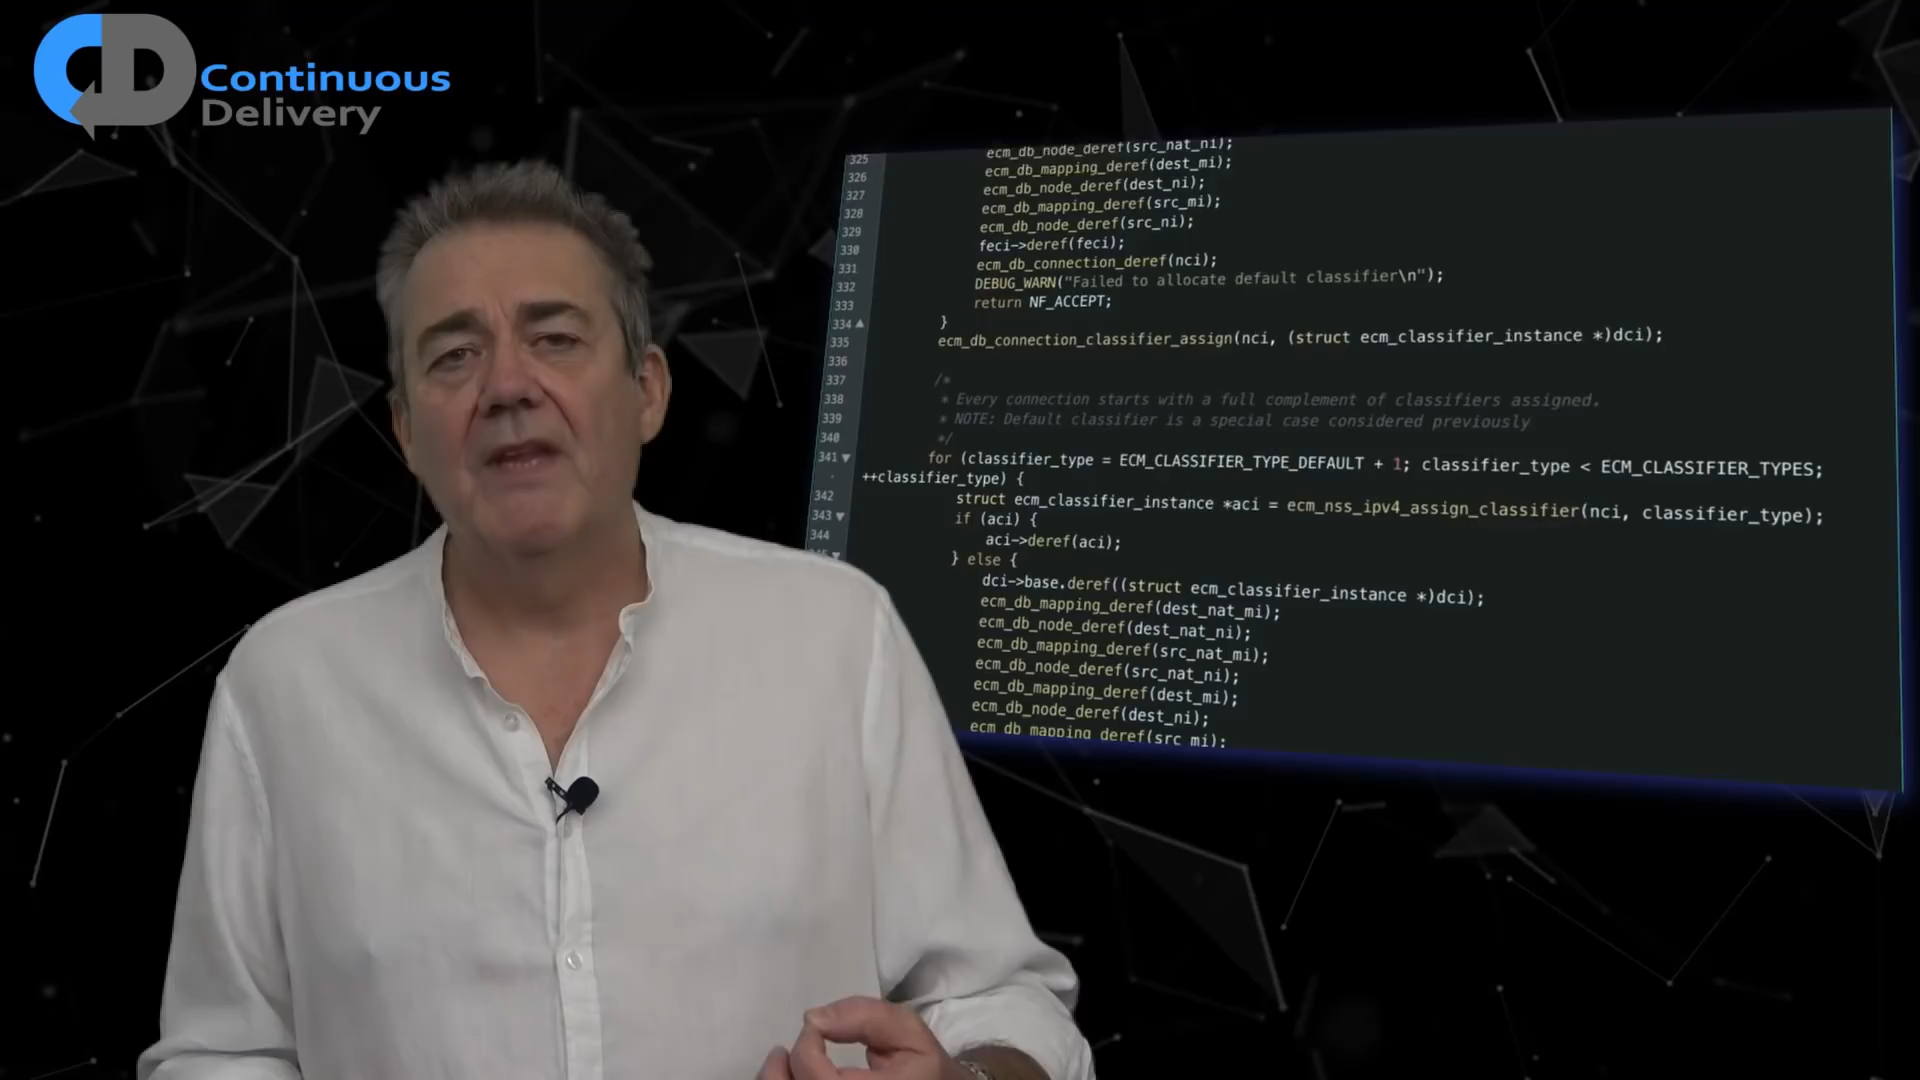 Continuous
Delivery
325 ecm_db_node_deref(src_nat_ni);
326 ecm_db_mapping_deref(dest_mi);
327 ecm_db_node_deref(dest_ni);
328 ecm_db_mapping_deref(src_mi);
329 ecm_db_node_deref(src_ni);
330 feci->deref(feci);
331 ecm_db_connection_deref(nci);
332 DEBUG_WARN("Failed to allocate default classifier\n");
333 return NF_ACCEPT;
334 }
335 ecm_db_connection_classifier_assign(nci, (struct ecm_classifier_instance *)dci);
336
337 /*
338 * Every connection starts with a full complement of classifiers assigned.
339 * NOTE: Default classifier is a special case considered previously
340 */
341 for (classifier_type = ECM_CLASSIFIER_TYPE_DEFAULT + 1; classifier_type < ECM_CLASSIFIER_TYPES;
++classifier_type) {
342 struct ecm_classifier_instance *aci = ecm_nss_ipv4_assign_classifier(nci, classifier_type);
343 if (aci) {
344 aci->deref(aci);
} else {
dci->base.deref((struct ecm_classifier_instance *)dci);
ecm_db_mapping_deref(dest_nat_mi);
ecm_db_node_deref(dest_nat_ni);
ecm_db_mapping_deref(src_nat_mi);
ecm_db_node_deref(src_nat_ni);
ecm_db_mapping_deref(dest_mi);
ecm_db_node_deref(dest_ni);
ecm_db_mapping_deref(src_mi);